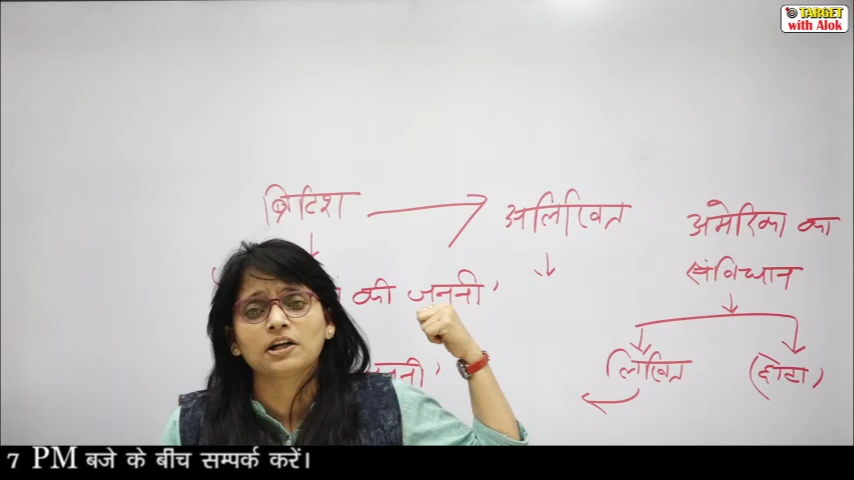 TARGET
with Alok
ब्रिटिश → अलिखित
अमेरिका का
संविधान
की जननी'
लिखित (छोटा)
7 PM बजे के बीच सम्पर्क करें।